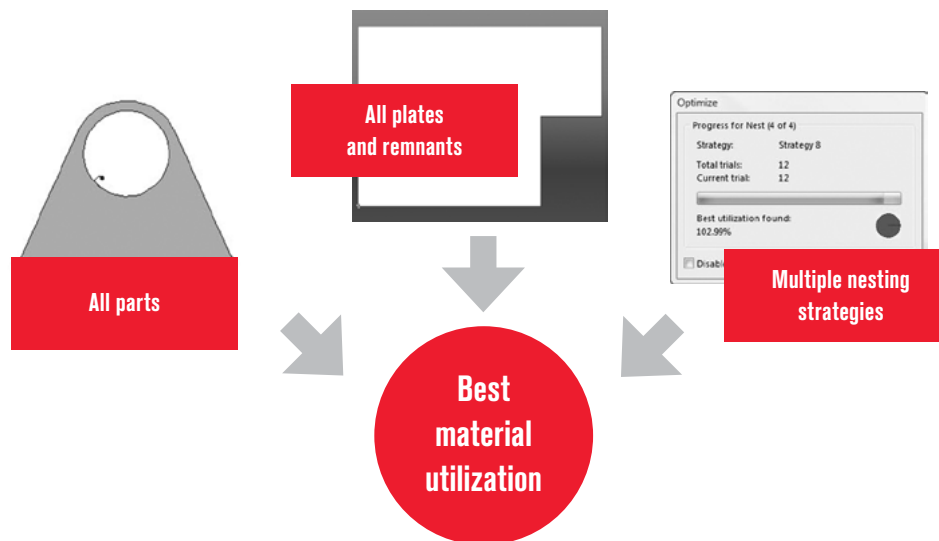 All plates
and remnants
Optimize
Progress for Nest (4 of 4)
Strategy: Strategy 8
Total trials: 12
Current trial: 12
Best utilization found:
102.99%
All parts
Multiple nesting
strategies
Best
material
utilization